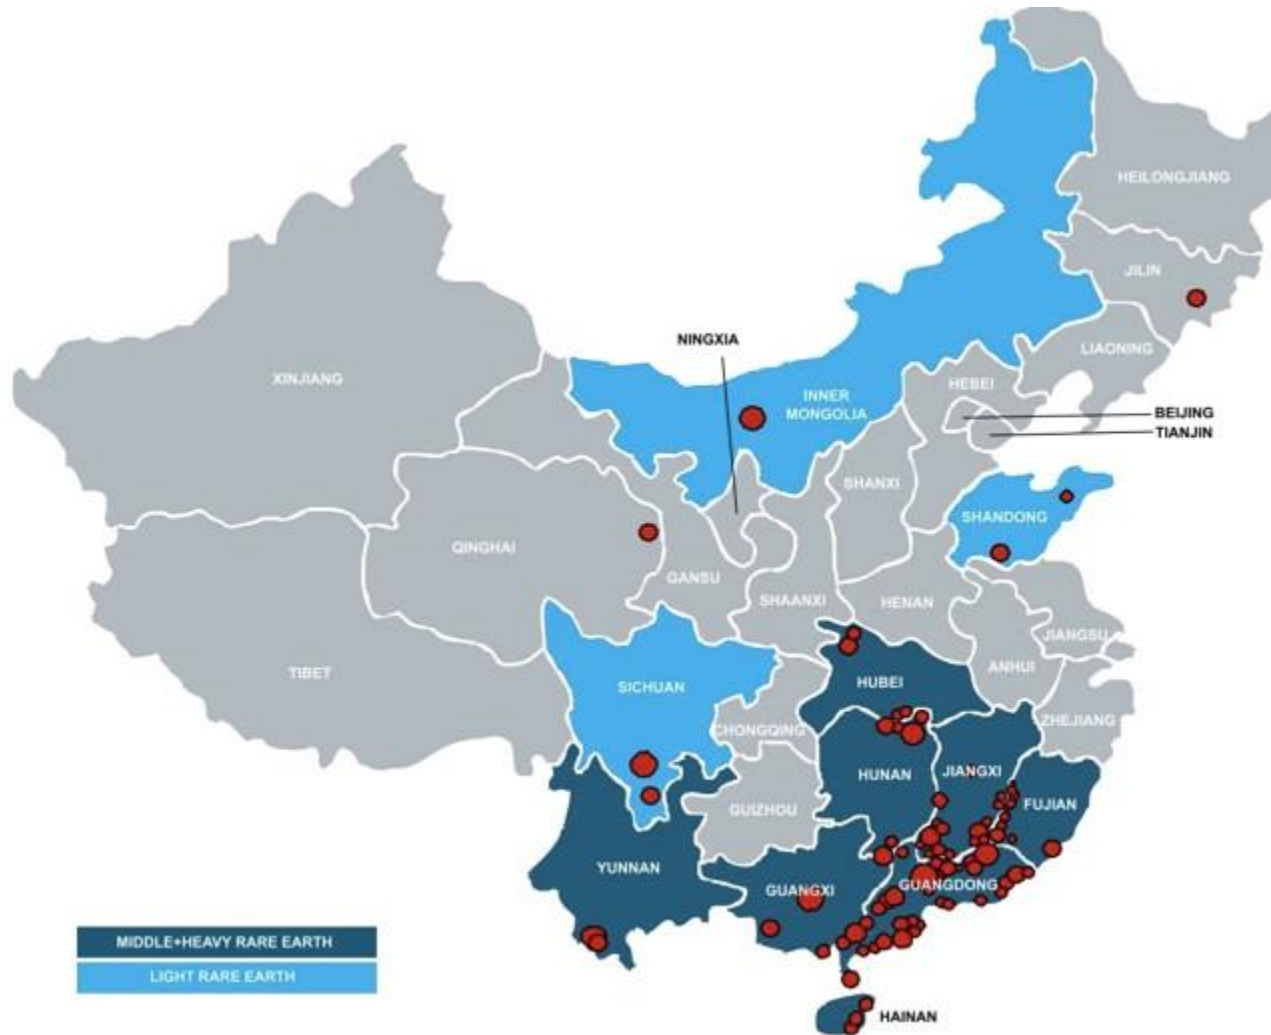 HEILONGJIANG
JILIN
LIAONING
NINGXIA
XINJIANG
INNER
MONGOLIA
HEBEI
BEIJING
TIANJIN
SHANXI
SHANDONG
QINGHAI
GANSU
SHAANXI
HENAN
JIANGSU
ANHUI
TIBET
SICHUAN
HUBEI
CHONGQING
ZHEJIANG
HUNAN
JIANGXI
GUIZHOU
FUJIAN
YUNNAN
GUANGXI
GUANGDONG
MIDDLE+HEAVY RARE EARTH
LIGHT RARE EARTH
HAINAN